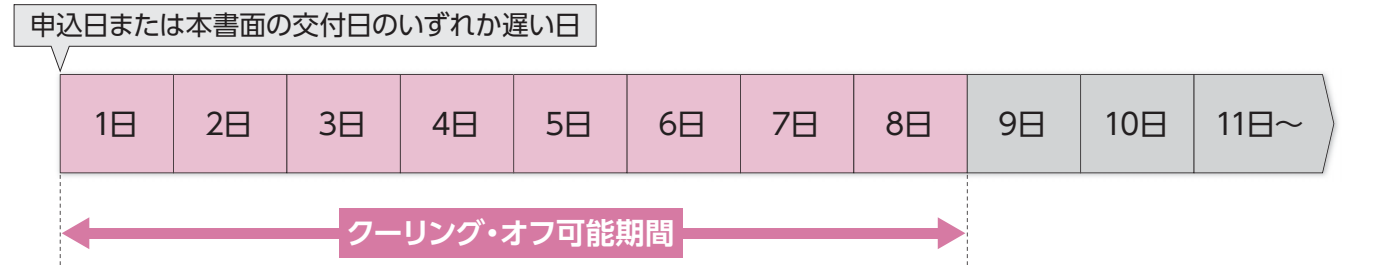 申込日または本書面の交付日のいずれか遅い日
1日 2日 3日 4日 5日 6日 7日 8日 9日 10日 11日～
クーリング・オフ可能期間